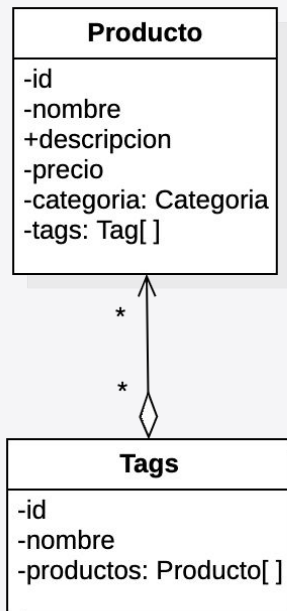 Producto
-id
-nombre
+descripcion
-precio
-categoria: Categoria
-tags: Tag[ ]
*
*
Tags
-id
-nombre
-productos: Producto[ ]